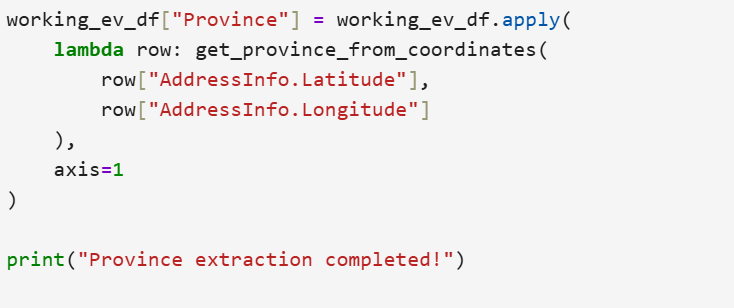 working_ev_df["Province"] = working_ev_df.apply(
    lambda row: get_province_from_coordinates(
        row["AddressInfo.Latitude"],
        row["AddressInfo.Longitude"]
    ),
    axis=1
)

print("Province extraction completed!")